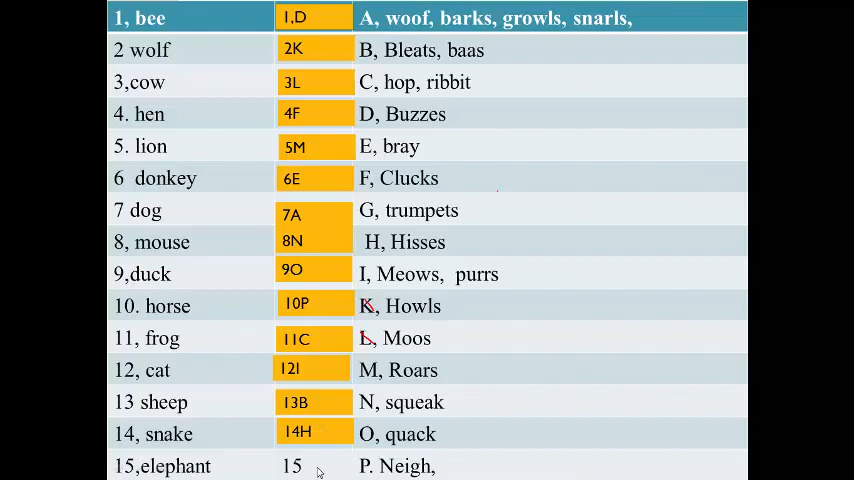 1, bee 1,D A, woof, barks, growls, snarls,
2 wolf 2K B, Bleats, baas
3,cow 3L C, hop, ribbit
4. hen 4F D, Buzzes
5. lion 5M E, bray
6 donkey 6E F, Clucks
7 dog 7A G, trumpets
8, mouse 8N H, Hisses
9,duck 9O I, Meows, purrs
10. horse 10P K, Howls
11, frog 11C L, Moos
12, cat 12I M, Roars
13 sheep 13B N, squeak
14, snake 14H O, quack
15,elephant 15 P. Neigh,